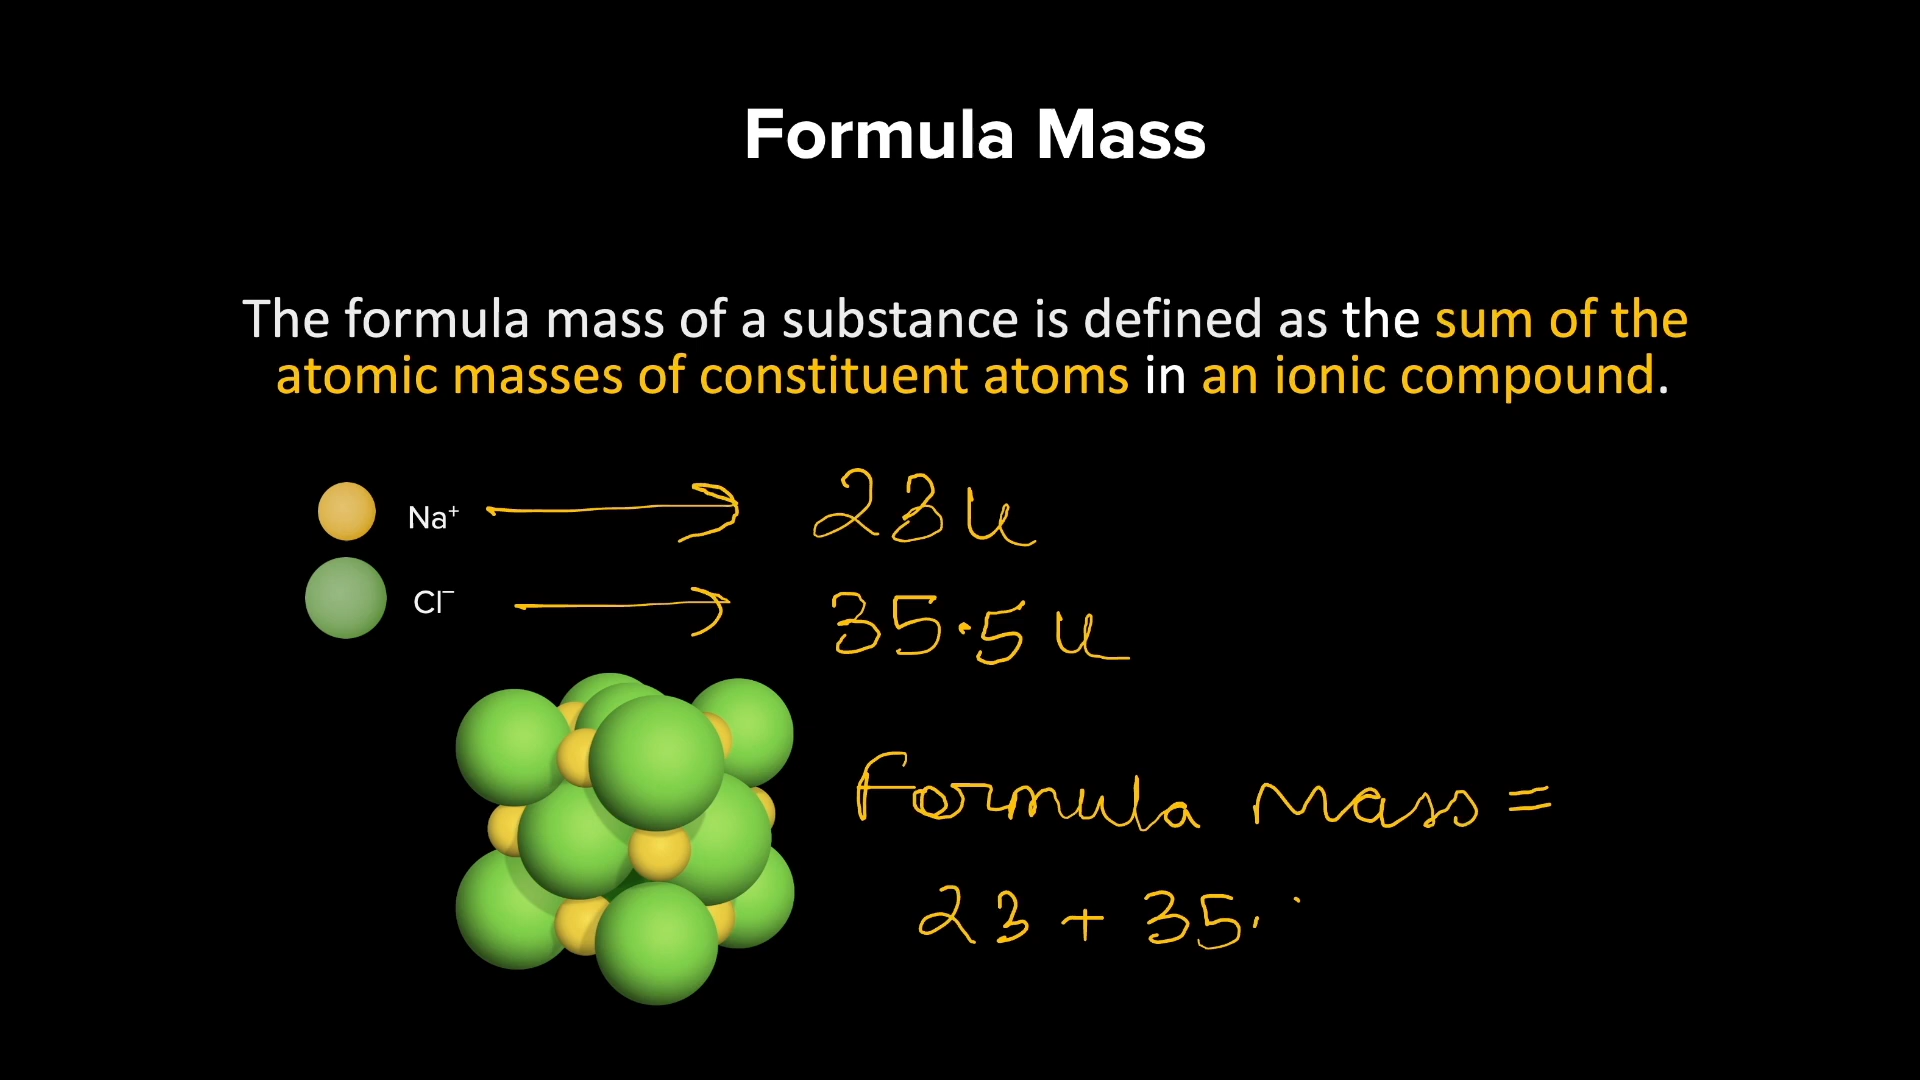 Formula Mass
The formula mass of a substance is defined as the sum of the
atomic masses of constituent atoms in an ionic compound.
Na⁺ 23 u
Cl⁻ 35.5 u
Formula Mass =
23 + 35.